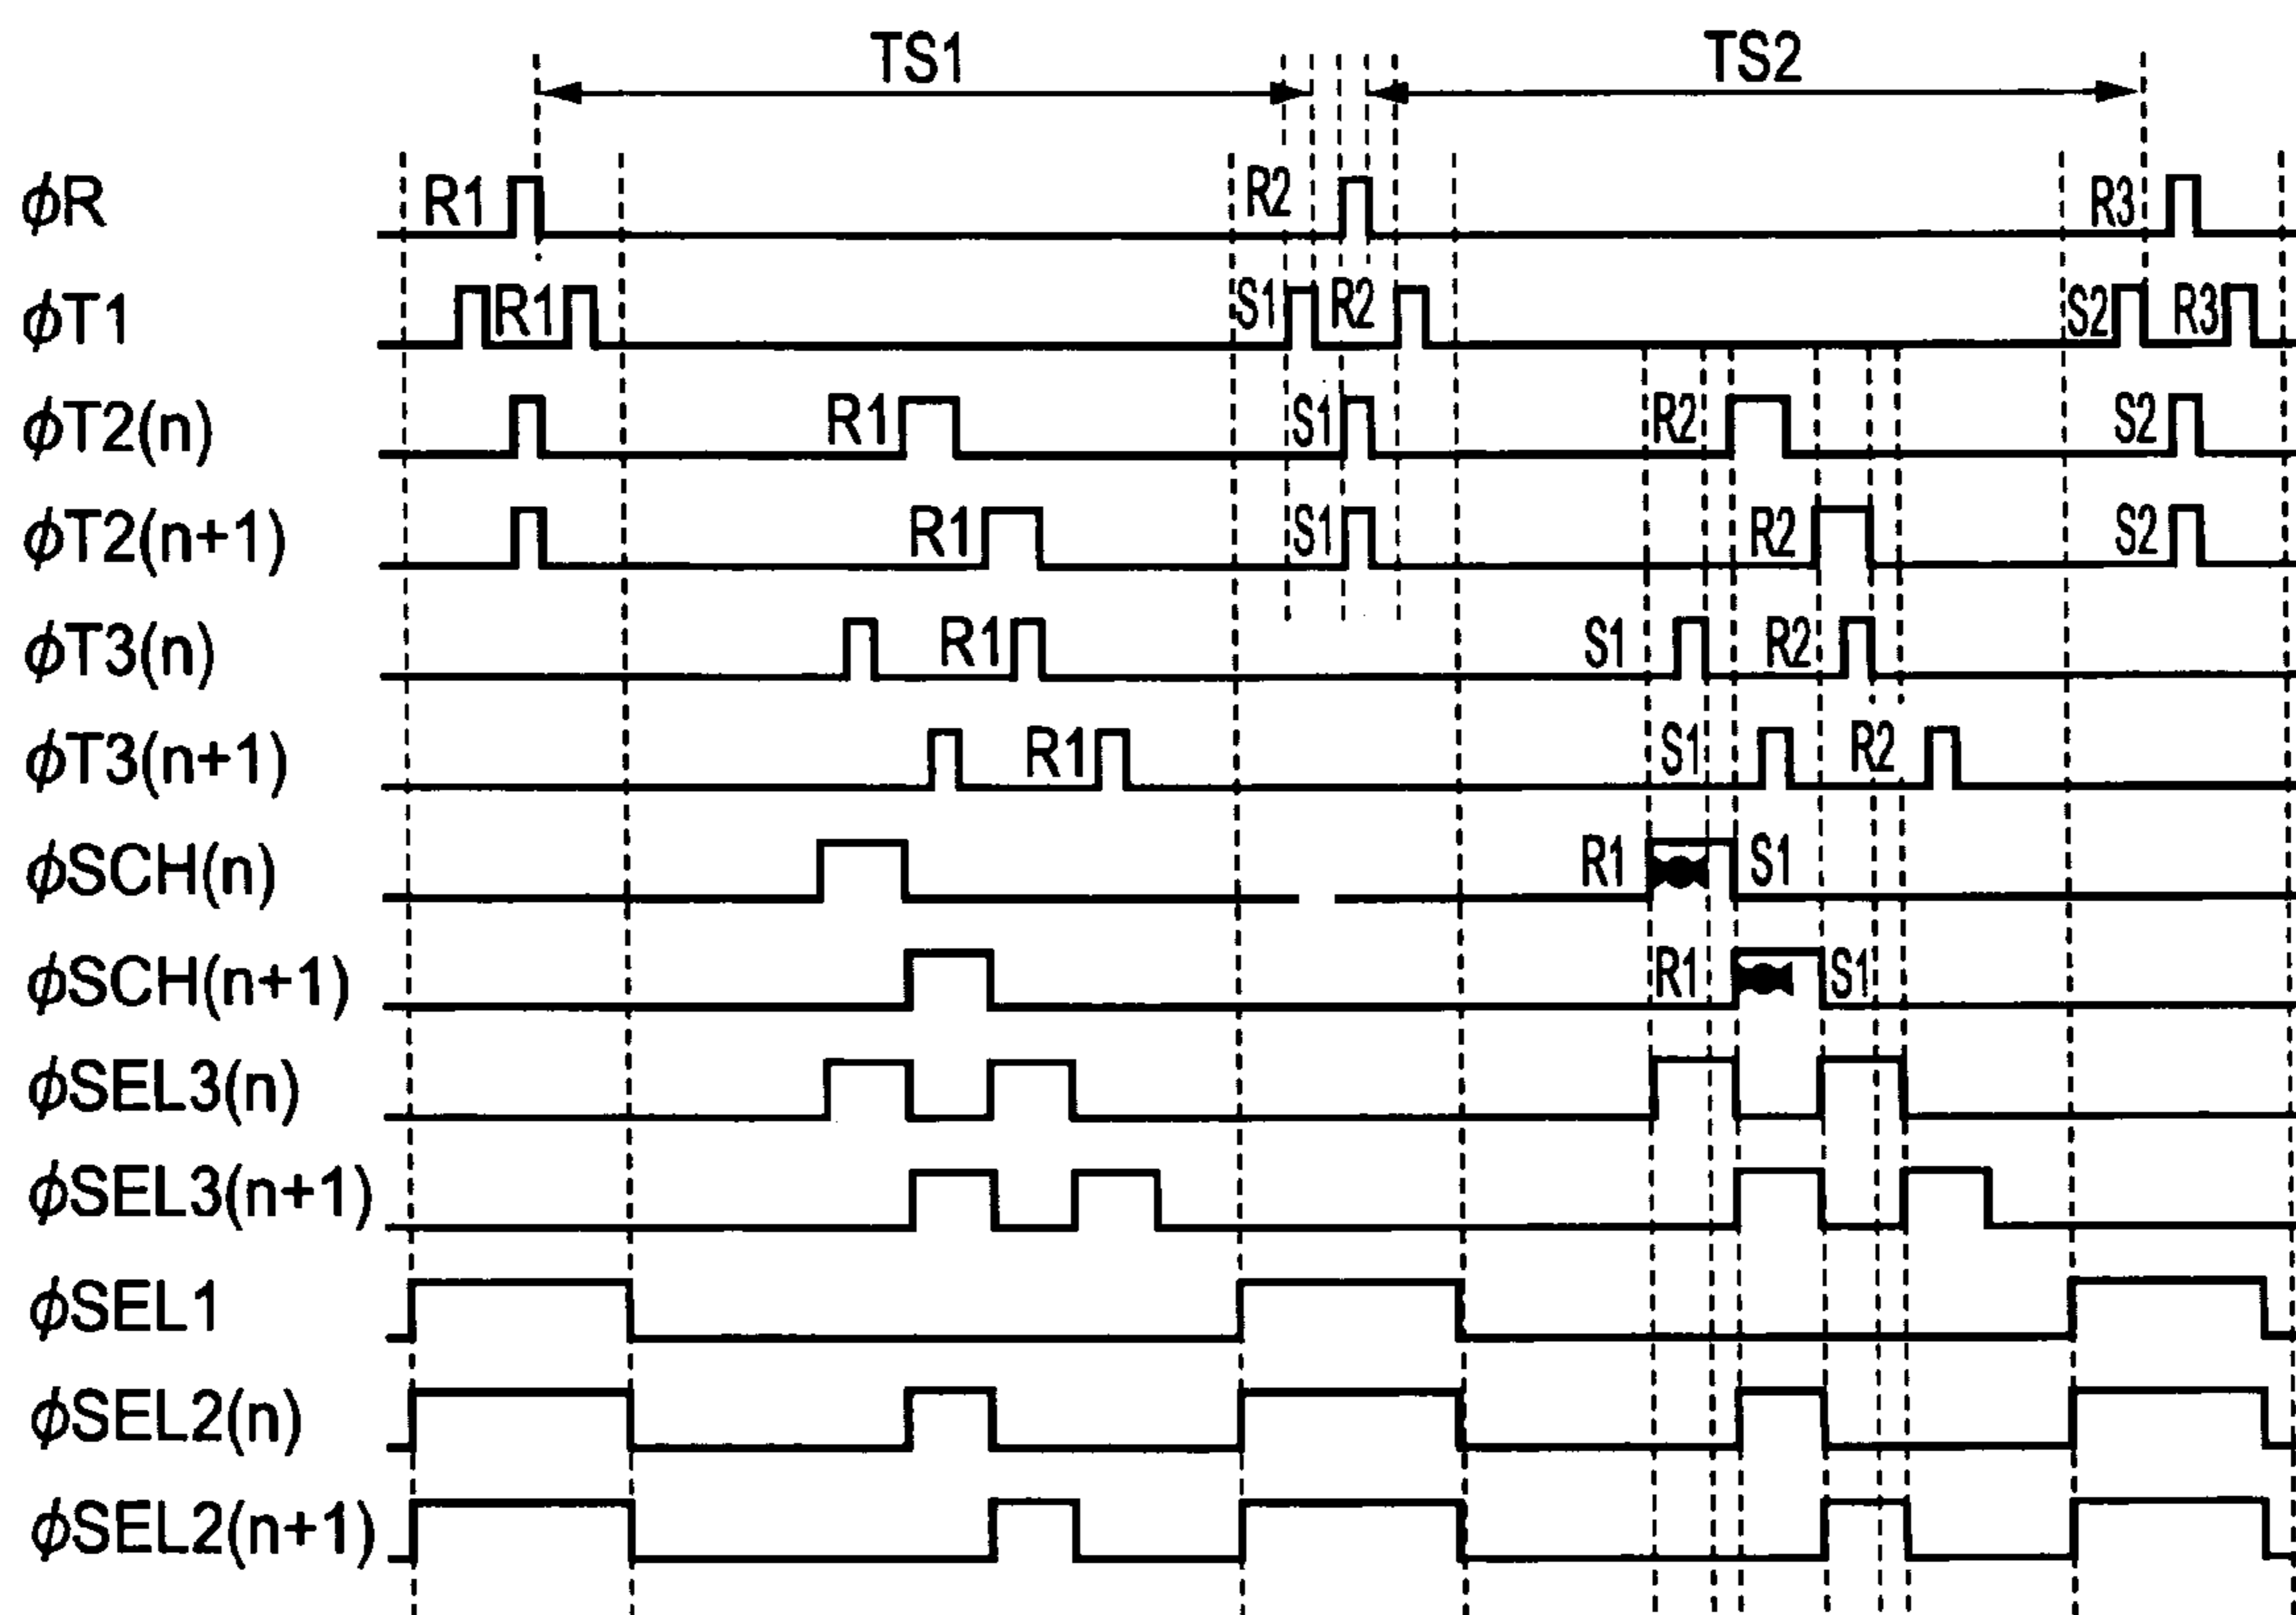 TS1 TS2
ϕR R1 R2 R3
ϕT1 R1 S1 R2 S2 R3
ϕT2(n) R1 S1 R2 S2
ϕT2(n+1) R1 S1 R2 S2
ϕT3(n) R1 S1 R2
ϕT3(n+1) R1 S1 R2
ϕSCH(n) R1 S1
ϕSCH(n+1) R1 S1
ϕSEL3(n)
ϕSEL3(n+1)
ϕSEL1
ϕSEL2(n)
ϕSEL2(n+1)